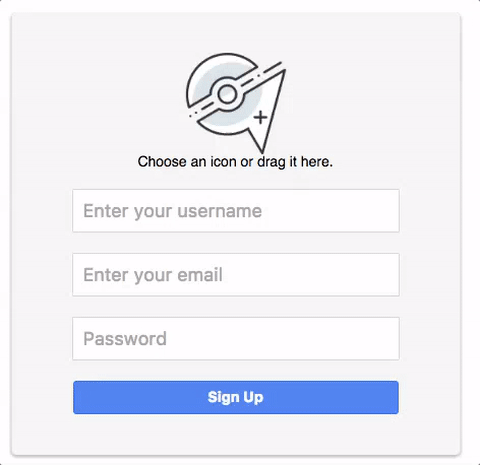 Choose an icon or drag it here.
Enter your username
Enter your email
Password
Sign Up